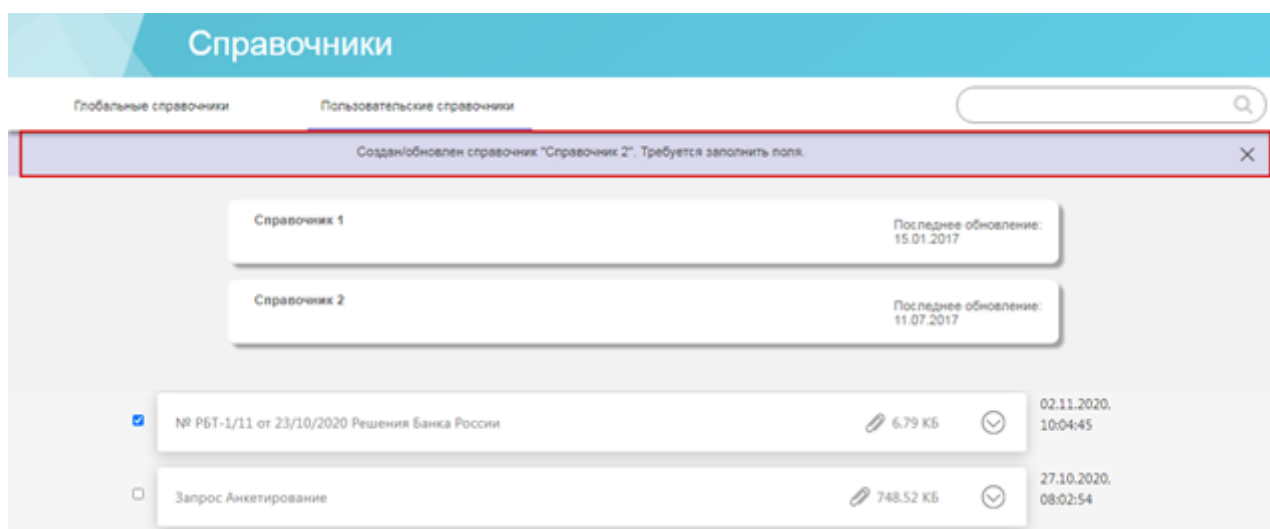 Справочники
Глобальные справочники
Пользовательские справочники
Создан/обновлен справочник "Справочник 2". Требуется заполнить поля.
Справочник 1
Последнее обновление:
15.01.2017
Справочник 2
Последнее обновление:
11.07.2017
№ РБТ-1/11 от 23/10/2020 Решения Банка России
6.79 КБ
02.11.2020,
10:04:45
Запрос Анкетирование
748.52 КБ
27.10.2020,
08:02:54